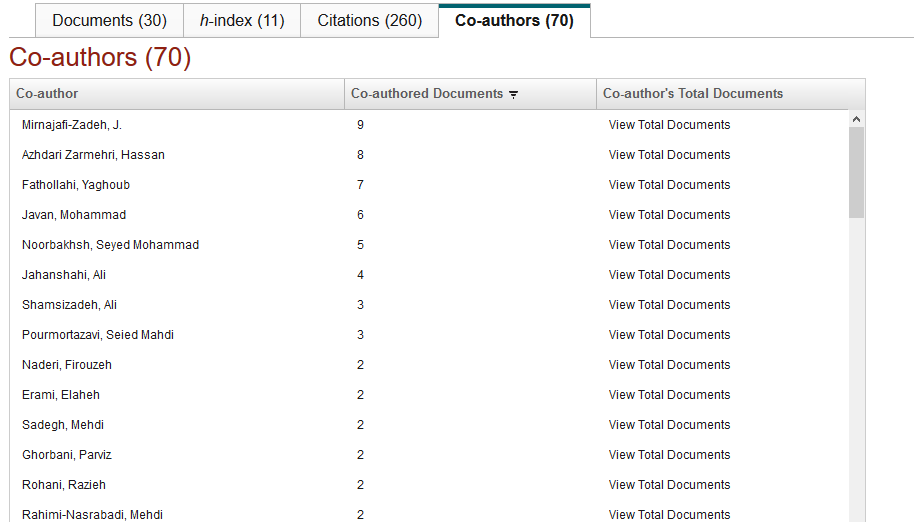 Documents (30) h-index (11) Citations (260) Co-authors (70)
Co-authors (70)
Co-author Co-authored Documents Co-author's Total Documents
Mirnajafi-Zadeh, J. 9 View Total Documents
Azhdari Zarmehri, Hassan 8 View Total Documents
Fathollahi, Yaghoub 7 View Total Documents
Javan, Mohammad 6 View Total Documents
Noorbakhsh, Seyed Mohammad 5 View Total Documents
Jahanshahi, Ali 4 View Total Documents
Shamsizadeh, Ali 3 View Total Documents
Pourmortazavi, Seied Mahdi 3 View Total Documents
Naderi, Firouzeh 2 View Total Documents
Erami, Elaheh 2 View Total Documents
Sadegh, Mehdi 2 View Total Documents
Ghorbani, Parviz 2 View Total Documents
Rohani, Razieh 2 View Total Documents
Rahimi-Nasrabadi, Mehdi 2 View Total Documents